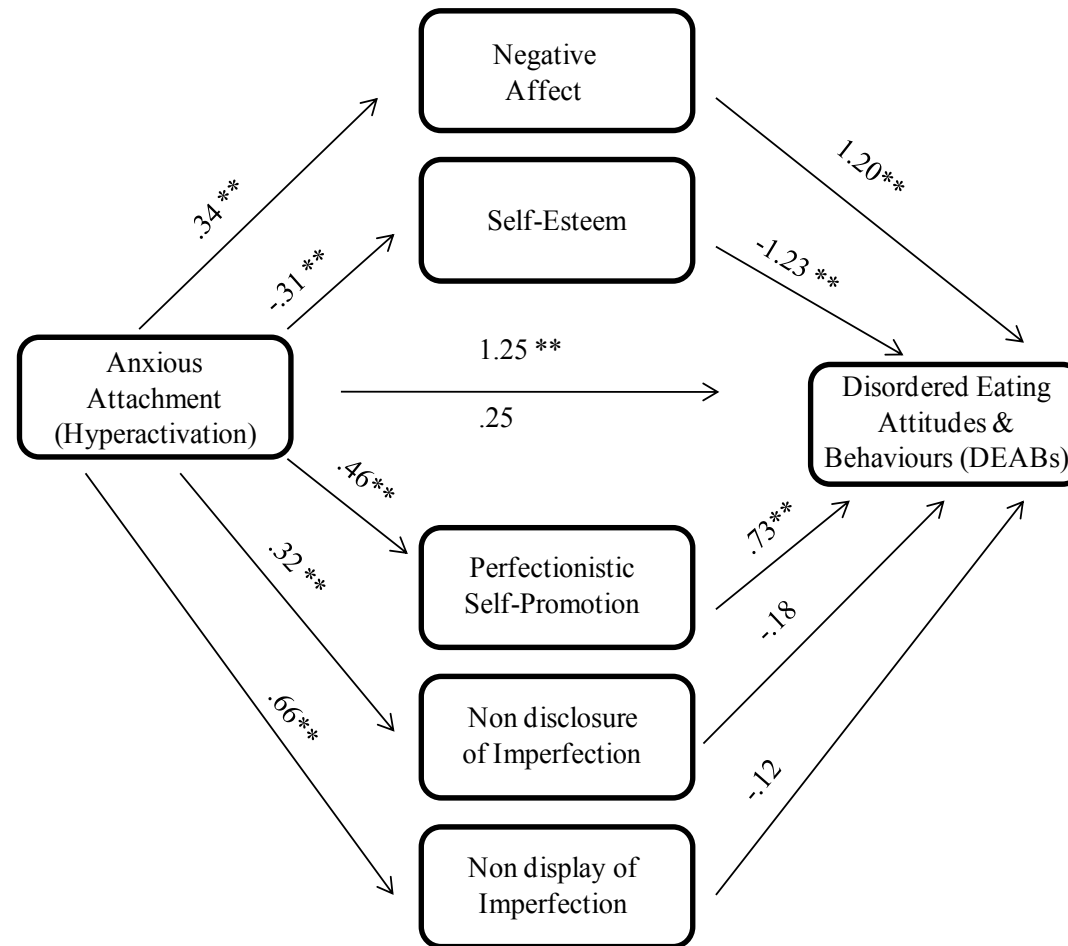 Negative
Affect
1.20**
.34 **
Self-Esteem
-.31 **
-1.23 **
Anxious
Attachment
(Hyperactivation)
1.25 **
.25
Disordered Eating
Attitudes &
Behaviours (DEABs)
.46**
.73**
Perfectionistic
Self-Promotion
.32 **
-.18
Non disclosure
of Imperfection
.66**
-.12
Non display of
Imperfection